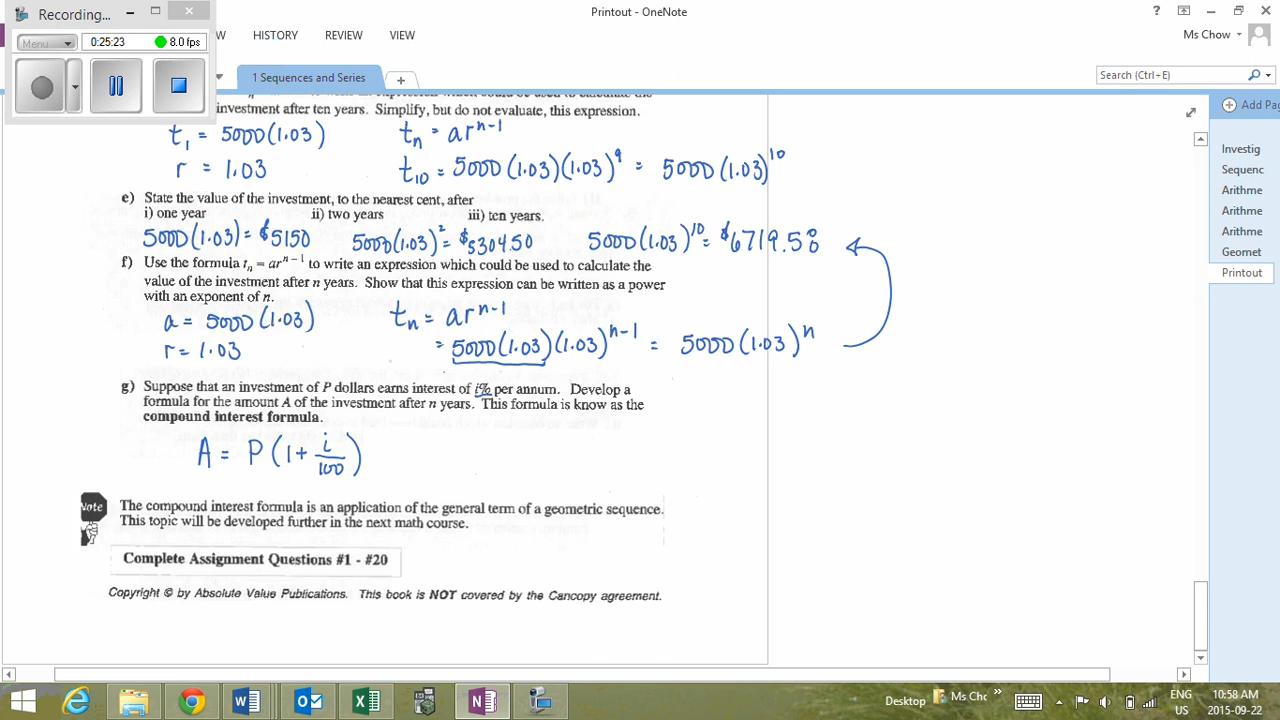 Recording...
Printout - OneNote
Menu
0:25:23
8.0 fps
W
HISTORY
REVIEW
VIEW
Ms Chow
1 Sequences and Series
Search (Ctrl+E)
Add Pag
Investig
Sequenc
Arithme
Arithme
Arithme
Geomet
Printout
investment after ten years. Simplify, but do not evaluate, this expression.
t₁ = 5000(1.03) tₙ = arⁿ⁻¹
r = 1.03 t₁₀ = 5000(1.03)(1.03)⁹ = 5000(1.03)¹⁰
e) State the value of the investment, to the nearest cent, after
i) one year ii) two years iii) ten years.
5000(1.03) = $5150 5000(1.03)² = $5304.50 5000(1.03)¹⁰ = $6719.58
f) Use the formula tₙ = arⁿ⁻¹ to write an expression which could be used to calculate the
value of the investment after n years. Show that this expression can be written as a power
with an exponent of n.
a = 5000(1.03) tₙ = arⁿ⁻¹
r = 1.03 = 5000(1.03)(1.03)ⁿ⁻¹ = 5000(1.03)ⁿ
g) Suppose that an investment of P dollars earns interest of i% per annum. Develop a
formula for the amount A of the investment after n years. This formula is know as the
compound interest formula.
A = P(1 + i/100)
Note
The compound interest formula is an application of the general term of a geometric sequence.
This topic will be developed further in the next math course.
Complete Assignment Questions #1 - #20
Copyright © by Absolute Value Publications. This book is NOT covered by the Cancopy agreement.
Desktop
Ms Chc
ENG
US
10:58 AM
2015-09-22